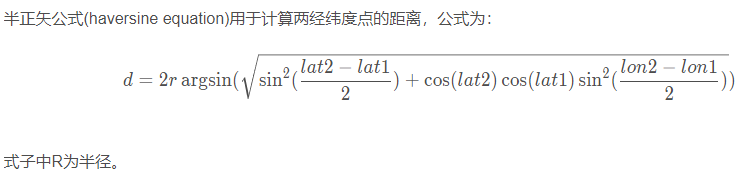 半正矢公式(haversine equation)用于计算两经纬度点的距离，公式为：
d = 2r argsin(√(sin²((lat2 − lat1)/2) + cos(lat2) cos(lat1) sin²((lon2 − lon1)/2)))
式子中R为半径。